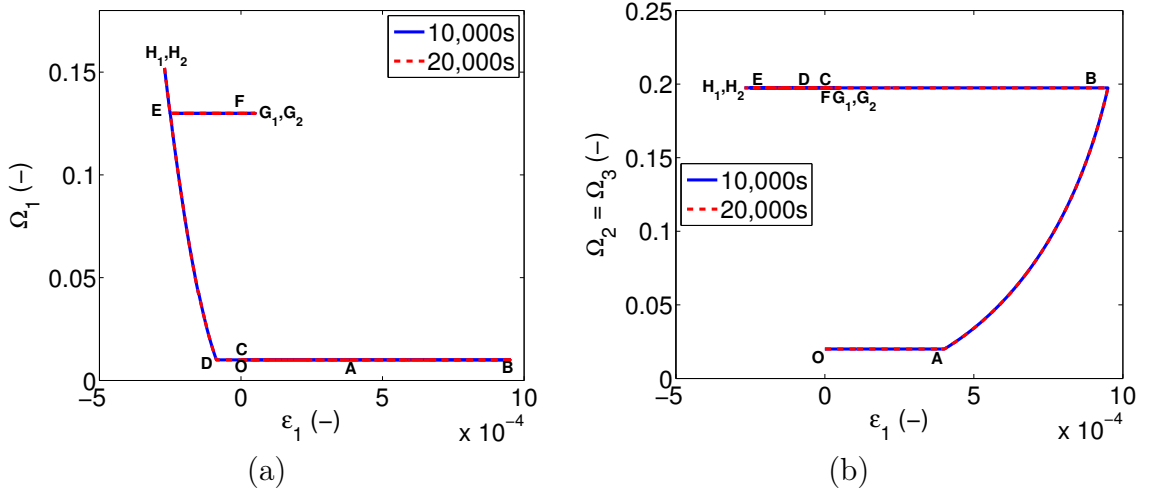 10,000s
20,000s
0.15
0.1
0.05
0
Ω1 (−)
H1,H2
E
F
G1,G2
D
C
O
A
B
−5
0
5
10
x 10−4
ε1 (−)
(a)
0.25
0.2
0.15
0.1
0.05
0
Ω2 = Ω3 (−)
H1,H2
E
D
C
B
F
G1,G2
10,000s
20,000s
O
A
−5
0
5
10
x 10−4
ε1 (−)
(b)